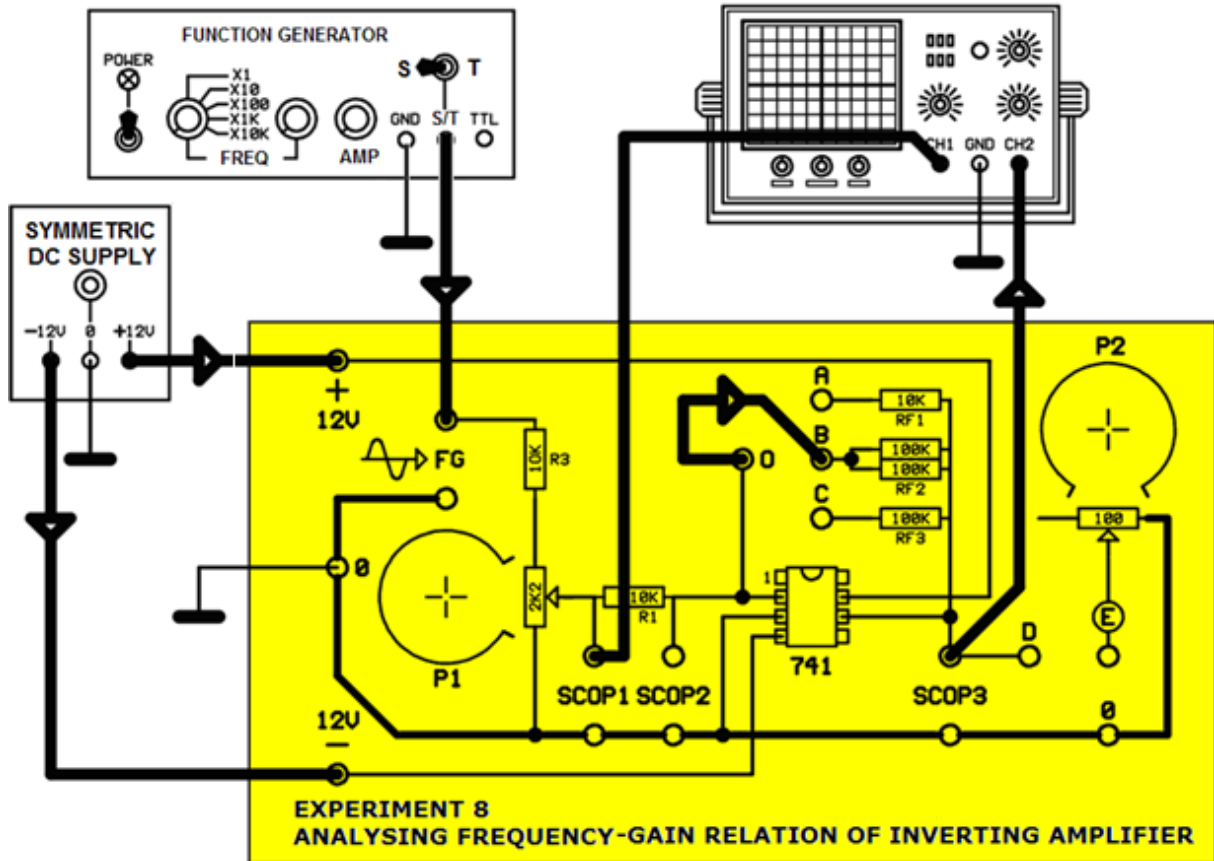 FUNCTION GENERATOR
POWER
X1
X10
X100
X1K
X10K
FREQ
AMP
S
T
GND
S/T
TTL
CH1
GND
CH2
SYMMETRIC
DC SUPPLY
-12V
0
+12V
+
12V
FG
10K
R3
0
P1
2K2
12V
-
10K
R1
SCOP1
SCOP2
O
A
B
C
10K
RF1
100K
100K
RF2
100K
RF3
1
741
SCOP3
D
P2
100
E
0
EXPERIMENT 8
ANALYSING FREQUENCY-GAIN RELATION OF INVERTING AMPLIFIER